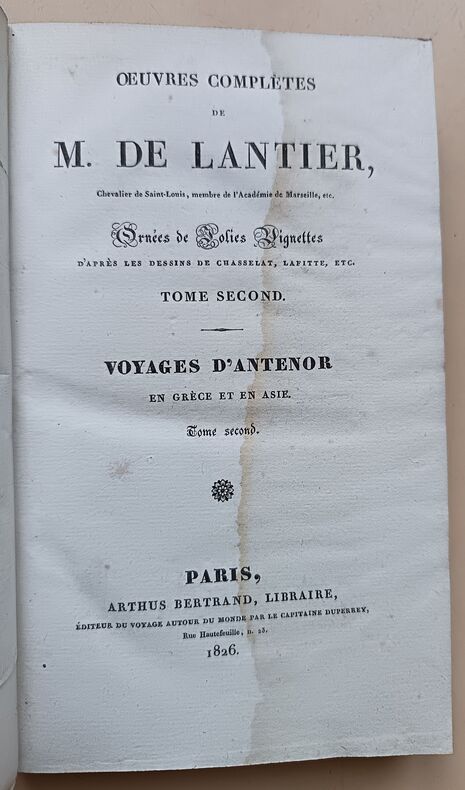 ŒUVRES COMPLÈTES
DE
M. DE LANTIER,
Chevalier de Saint-Louis, membre de l'Académie de Marseille, etc.
Ornées de Jolies Vignettes
D'APRÈS LES DESSINS DE CHASSELAT, LAFITTE, ETC.
TOME SECOND.
VOYAGES D'ANTENOR
EN GRÈCE ET EN ASIE.
Tome second.
PARIS,
ARTHUS BERTRAND, LIBRAIRE,
ÉDITEUR DU VOYAGE AUTOUR DU MONDE PAR LE CAPITAINE DUPERREY,
Rue Hautefeuille, n. 23.
1826.